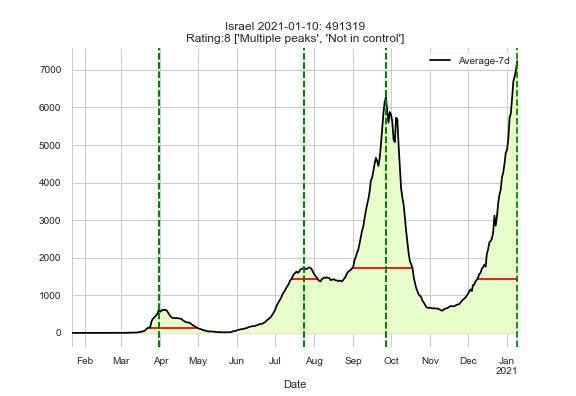 Israel 2021-01-10: 491319
Rating:8 ['Multiple peaks', 'Not in control']
Average-7d
7000
6000
5000
4000
3000
2000
1000
0
Feb Mar Apr May Jun Jul Aug Sep Oct Nov Dec Jan
2021
Date